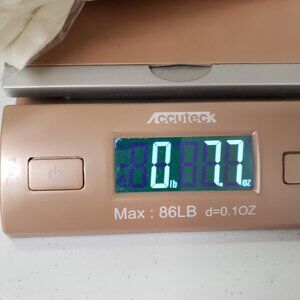 Accuteck
0 lb 7.7 oz
Max : 86LB d=0.1OZ